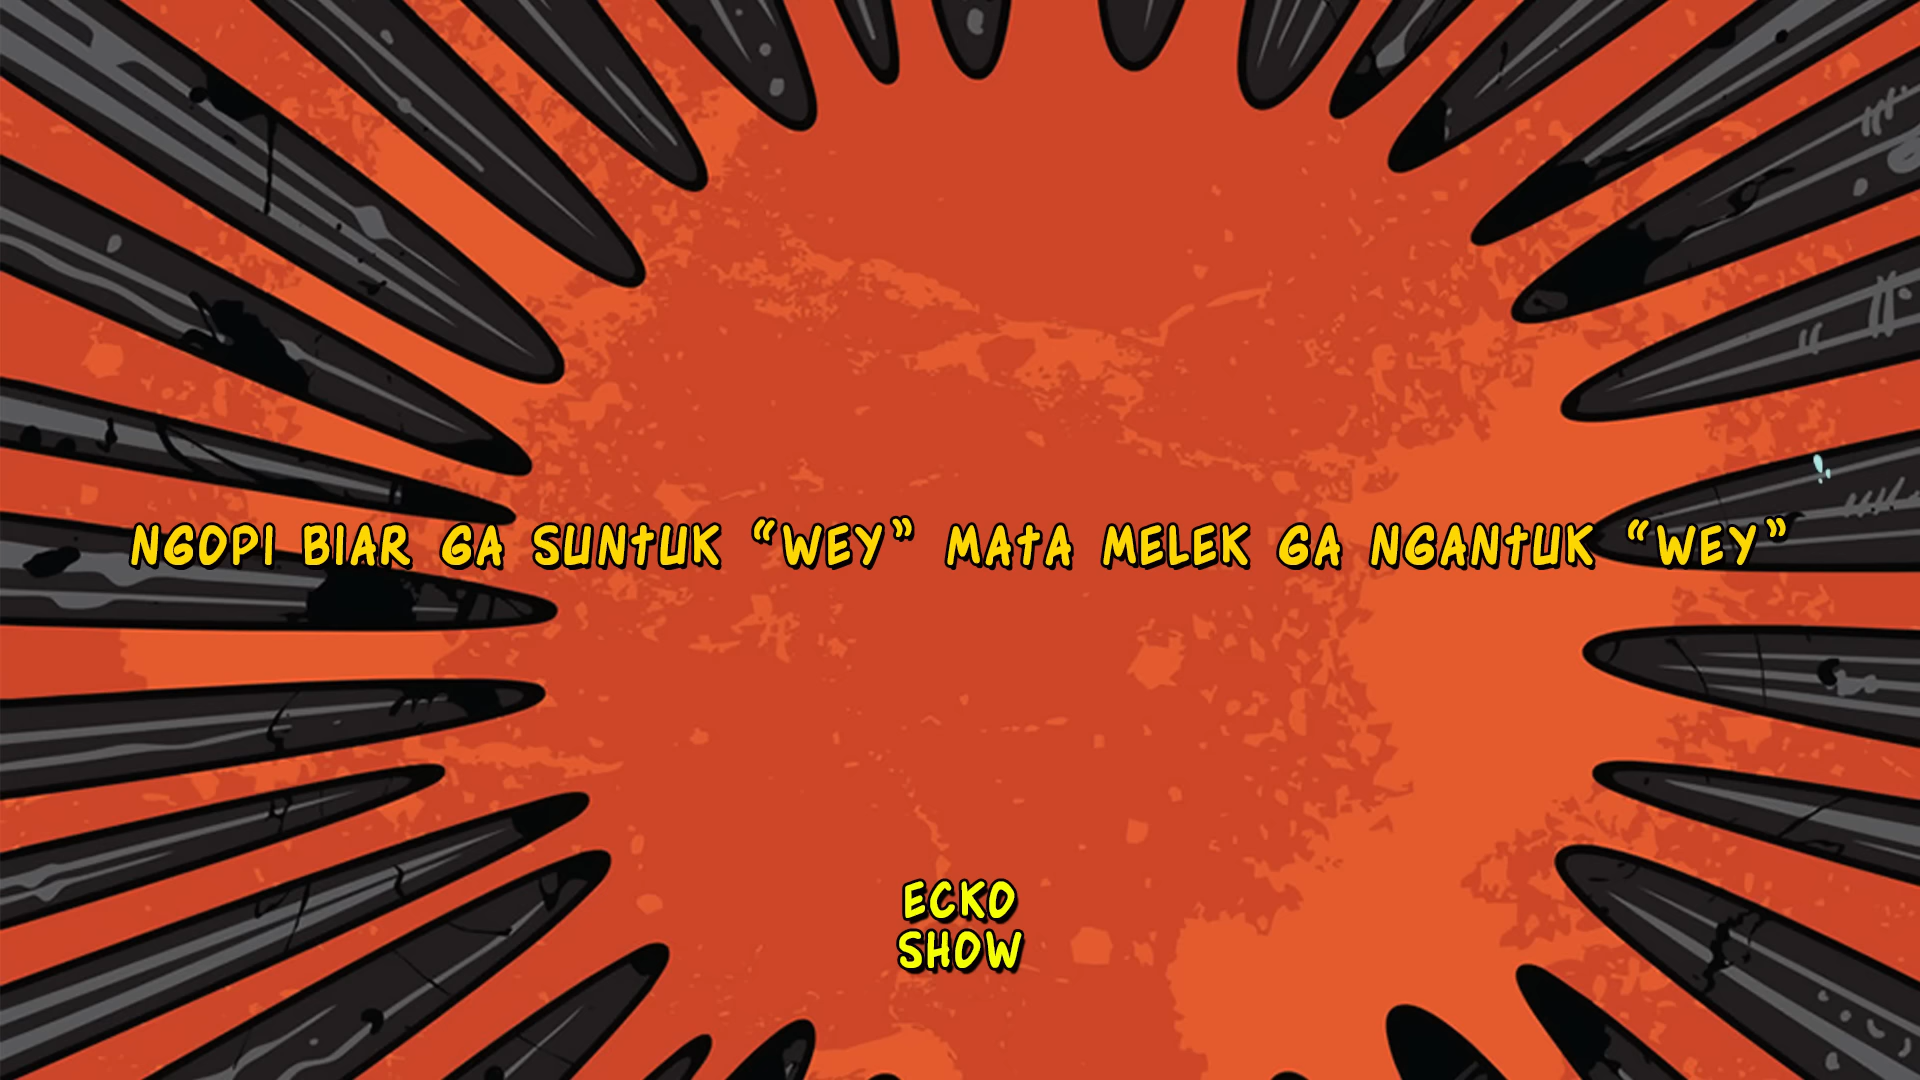 NGOPI BIAR GA SUNTUK “WEY” MATA MELEK GA NGANTUK “WEY”
ECKO
SHOW